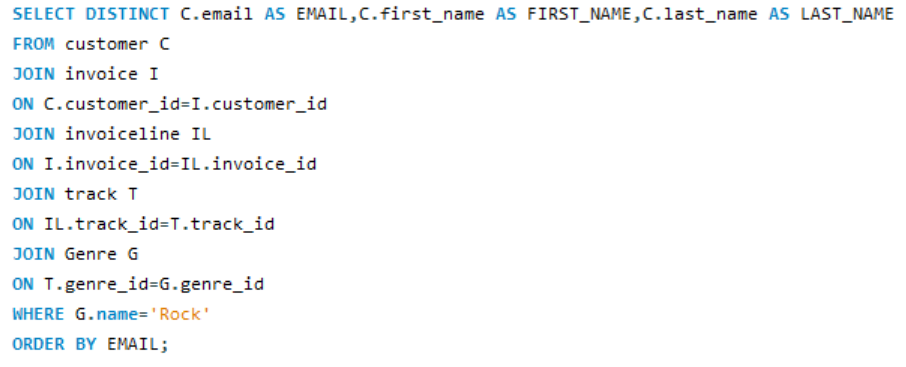 SELECT DISTINCT C.email AS EMAIL,C.first_name AS FIRST_NAME,C.last_name AS LAST_NAME
FROM customer C
JOIN invoice I
ON C.customer_id=I.customer_id
JOIN invoiceline IL
ON I.invoice_id=IL.invoice_id
JOIN track T
ON IL.track_id=T.track_id
JOIN Genre G
ON T.genre_id=G.genre_id
WHERE G.name='Rock'
ORDER BY EMAIL;